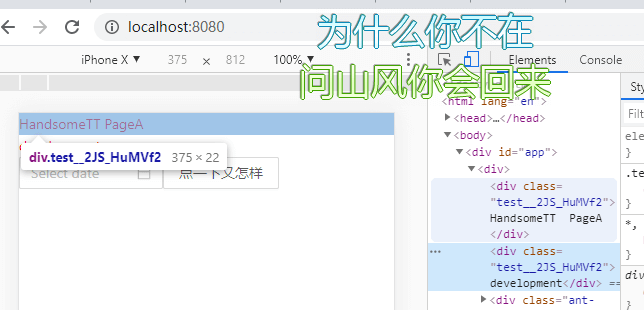 localhost:8080
为什么你不在
iPhone X ▼ 375 × 812 100% ▼
Elements Console
问山风你会回来
<html lang="en">
Sty
▶ <head>…</head>
Filt
▼ <body>
▼ <div id="app">
▼ <div>
<div class=
"test__2JS_HuMVf2">
HandsomeTT PageA
</div>
<div class=
"test__2JS_HuMVf2">
development</div> ==
▶ <div class="ant-
ele
}
.te
}
*,
}
div
HandsomeTT PageA
div.test__2JS_HuMVf2 375 × 22
Select date
点一下又怎样